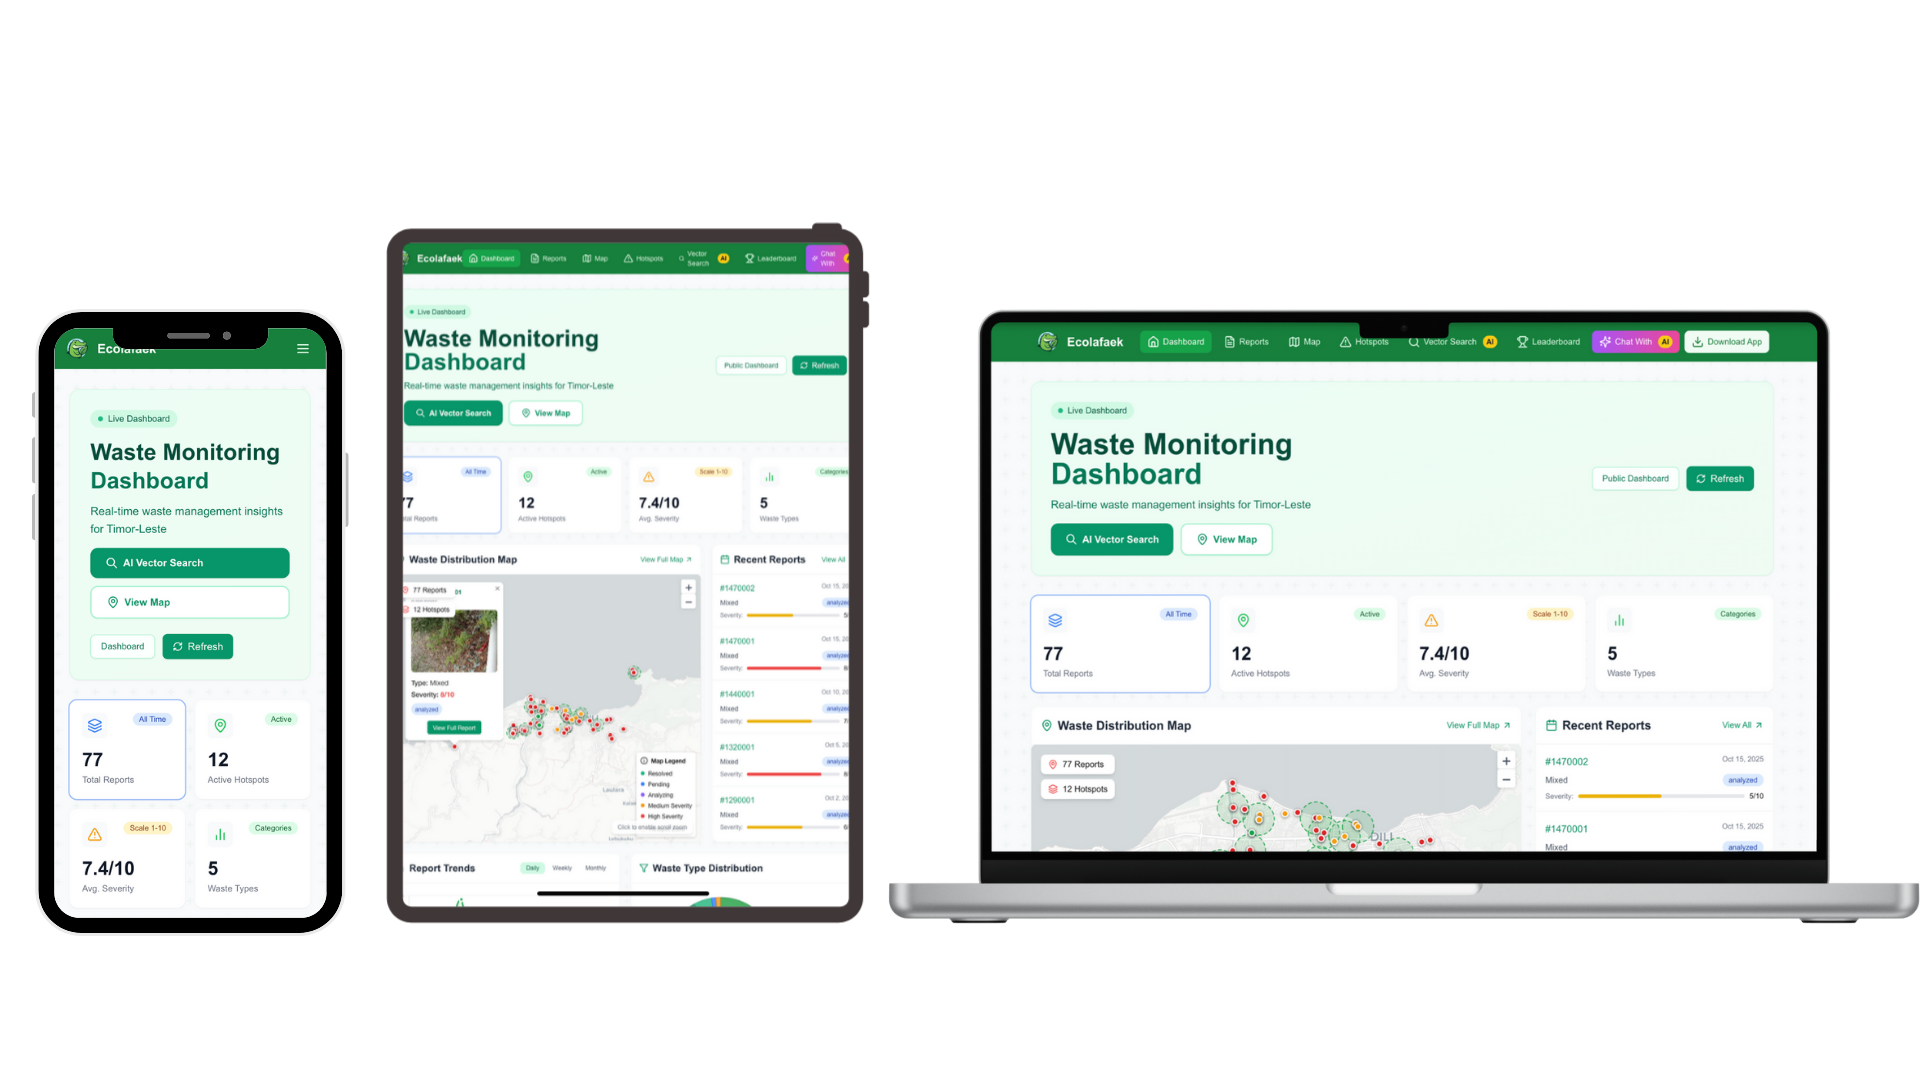 Ecolafaek
Live Dashboard
Waste Monitoring
Dashboard
Real-time waste management insights
for Timor-Leste
AI Vector Search
View Map
Dashboard
Refresh
All Time
77
Total Reports
Active
12
Active Hotspots
Scale 1-10
7.4/10
Avg. Severity
Categories
5
Waste Types
Ecolafaek
Dashboard
Reports
Map
Hotspots
Vector
Search
AI
Leaderboard
Chat
With
Live Dashboard
Waste Monitoring
Dashboard
Real-time waste management insights for Timor-Leste
AI Vector Search
View Map
Public Dashboard
Refresh
All Time
77
Reports
Active
12
Active Hotspots
Scale 1-10
7.4/10
Avg. Severity
Categories
5
Waste Types
Waste Distribution Map
View Full Map
77 Reports
12 Hotspots
Type: Mixed
Severity: 0/10
analyzed
View Full Report
+
−
Map Legend
Resolved
Pending
Analyzing
Medium Severity
High Severity
Click to enable scroll zoom
Recent Reports
View All
#1470002
Oct 15, 20
Mixed
analyze
Severity:
#1470001
Oct 15, 20
Mixed
analyze
Severity:
#1440001
Oct 10, 20
Mixed
analyze
Severity:
#1320001
Oct 5, 20
Mixed
analyze
Severity:
#1290001
Oct 2, 20
Mixed
analyze
Severity:
Report Trends
Daily
Weekly
Monthly
Waste Type Distribution
Ecolafaek
Dashboard
Reports
Map
Hotspots
Vector Search
AI
Leaderboard
Chat With
AI
Download App
Live Dashboard
Waste Monitoring
Dashboard
Real-time waste management insights for Timor-Leste
AI Vector Search
View Map
Public Dashboard
Refresh
All Time
77
Total Reports
Active
12
Active Hotspots
Scale 1-10
7.4/10
Avg. Severity
Categories
5
Waste Types
Waste Distribution Map
View Full Map
77 Reports
12 Hotspots
+
−
DILI
Recent Reports
View All
#1470002
Oct 15, 2025
Mixed
analyzed
Severity:
5/10
#1470001
Oct 15, 2025
Mixed
analyzed